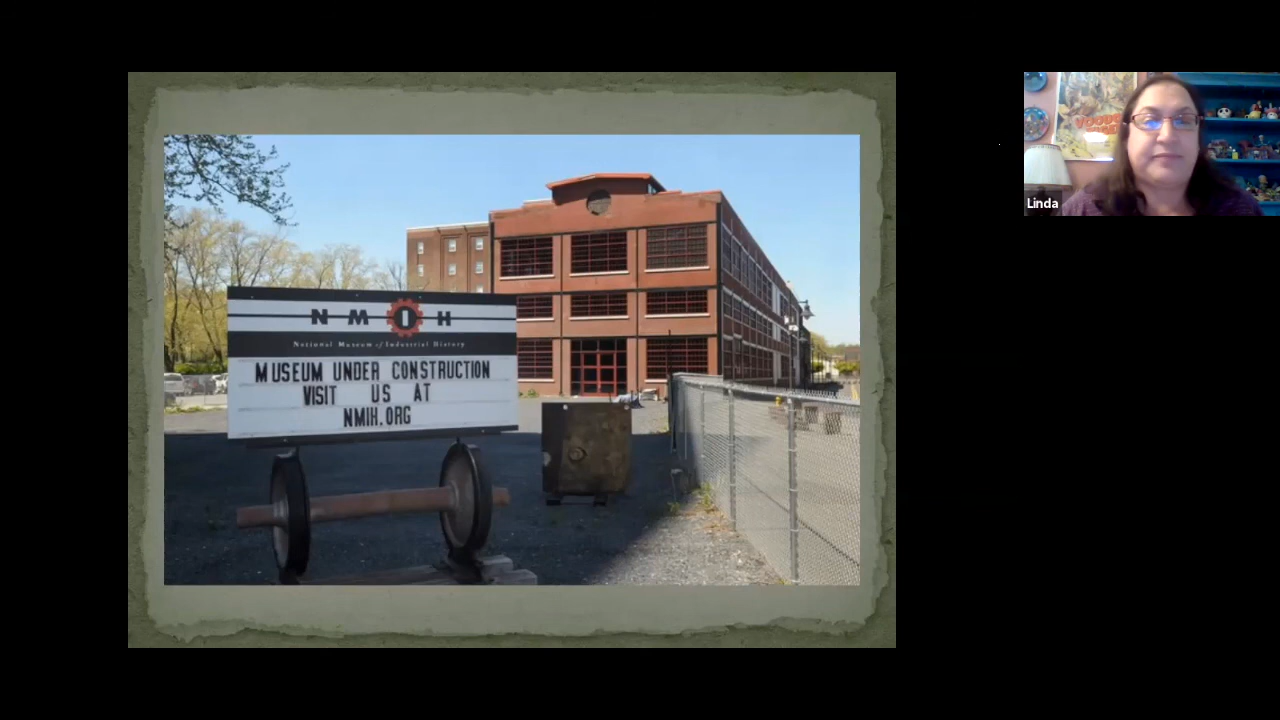 NMIH
National Museum of Industrial History
MUSEUM UNDER CONSTRUCTION
VISIT US AT
NMIH.ORG
Linda